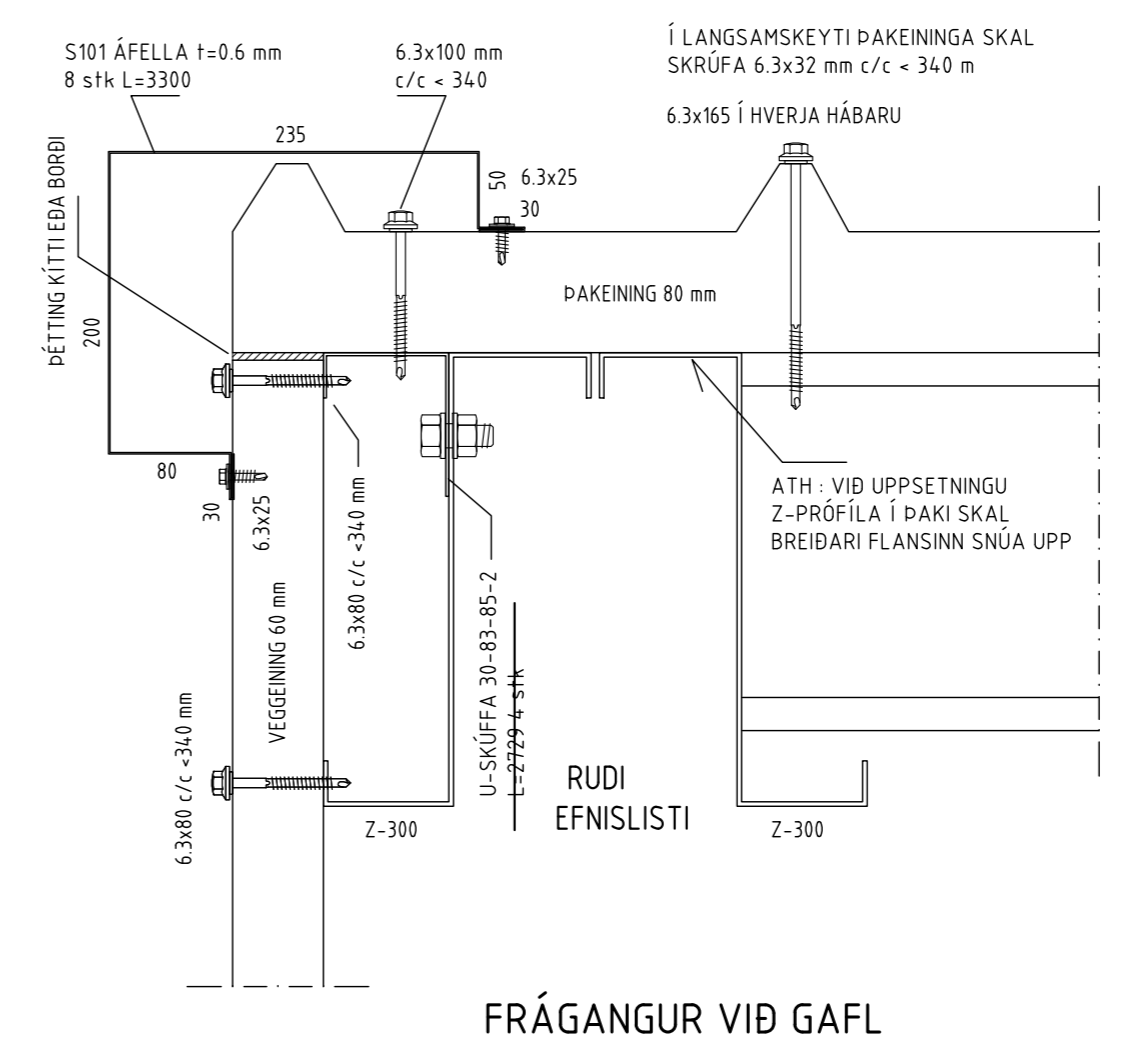 S101 ÁFELLA t=0.6 mm
8 stk L=3300
6.3x100 mm
c/c < 340
Í LANGSAMSKEYTI ÞAKEININGA SKAL
SKRÚFA 6.3x32 mm c/c < 340 m
6.3x165 Í HVERJA HÁBARU
235
50
6.3x25
30
ÞÉTTING KÍTTI EÐA BORÐI
200
ÞAKEINING 80 mm
80
30
6.3x25
6.3x80 c/c <340 mm
VEGGEINING 60 mm
6.3x80 c/c <340 mm
U-SKÚFFA 30-83-85-2
L=2729 4 stk
ATH : VIÐ UPPSETNINGU
Z-PRÓFÍLA Í ÞAKI SKAL
BREIÐARI FLANSINN SNÚA UPP
RUDI
EFNISLISTI
Z-300
Z-300
FRÁGANGUR VIÐ GAFL